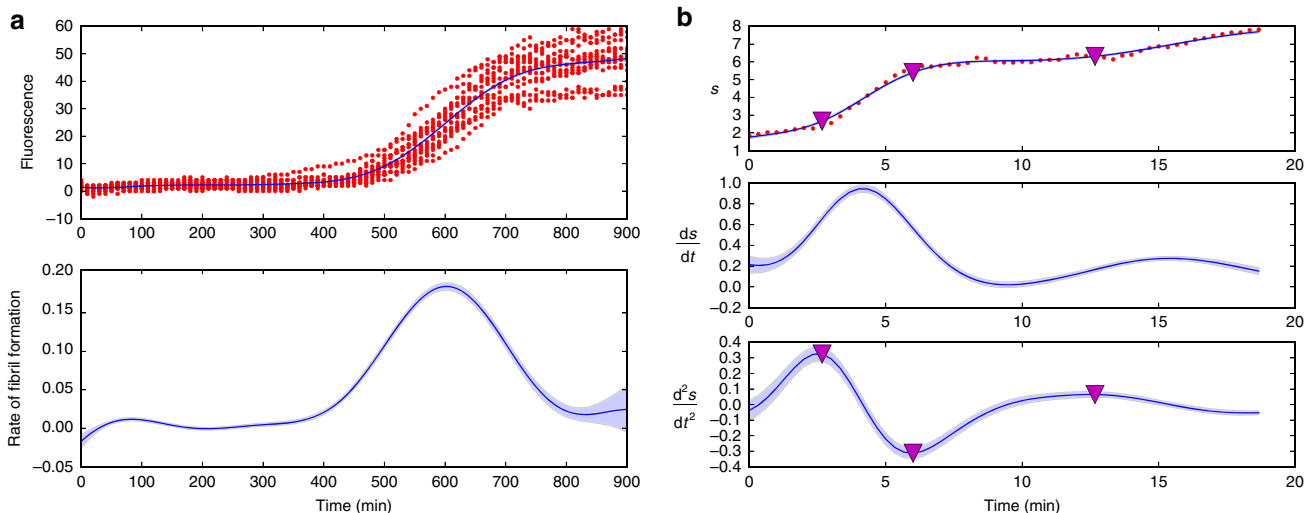 a
Fluorescence
60
50
40
30
20
10
0
−10
0 100 200 300 400 500 600 700 800 900
Rate of fibril formation
0.20
0.15
0.10
0.05
0.00
−0.05
0 100 200 300 400 500 600 700 800 900
Time (min)
b
s
8
7
6
5
4
3
2
1
0 5 10 15 20
ds
dt
1.0
0.8
0.6
0.4
0.2
0.0
−0.2
0 5 10 15 20
d²s
dt²
0.4
0.3
0.2
0.1
0.0
−0.1
−0.2
−0.3
−0.4
0 5 10 15 20
Time (min)